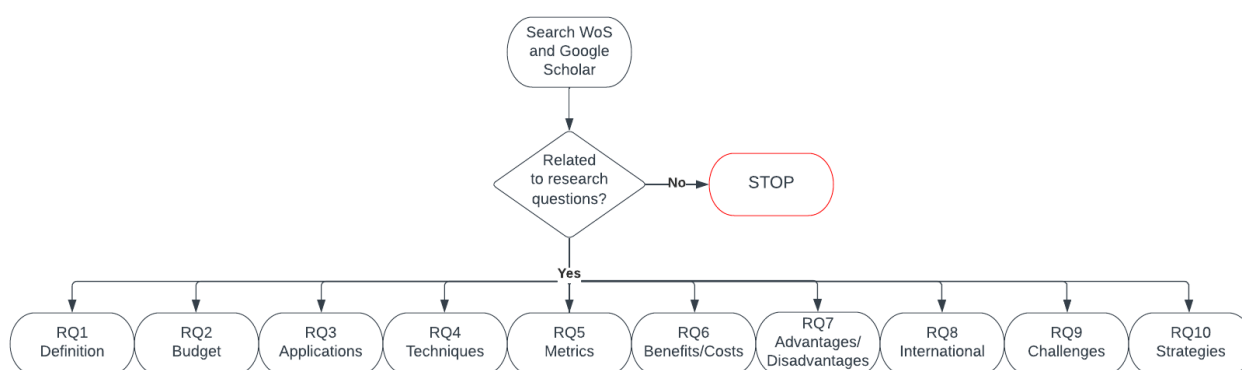 Search WoS
and Google
Scholar
Related
to research
questions?
No
STOP
Yes
RQ1
Definition
RQ2
Budget
RQ3
Applications
RQ4
Techniques
RQ5
Metrics
RQ6
Benefits/Costs
RQ7
Advantages/
Disadvantages
RQ8
International
RQ9
Challenges
RQ10
Strategies